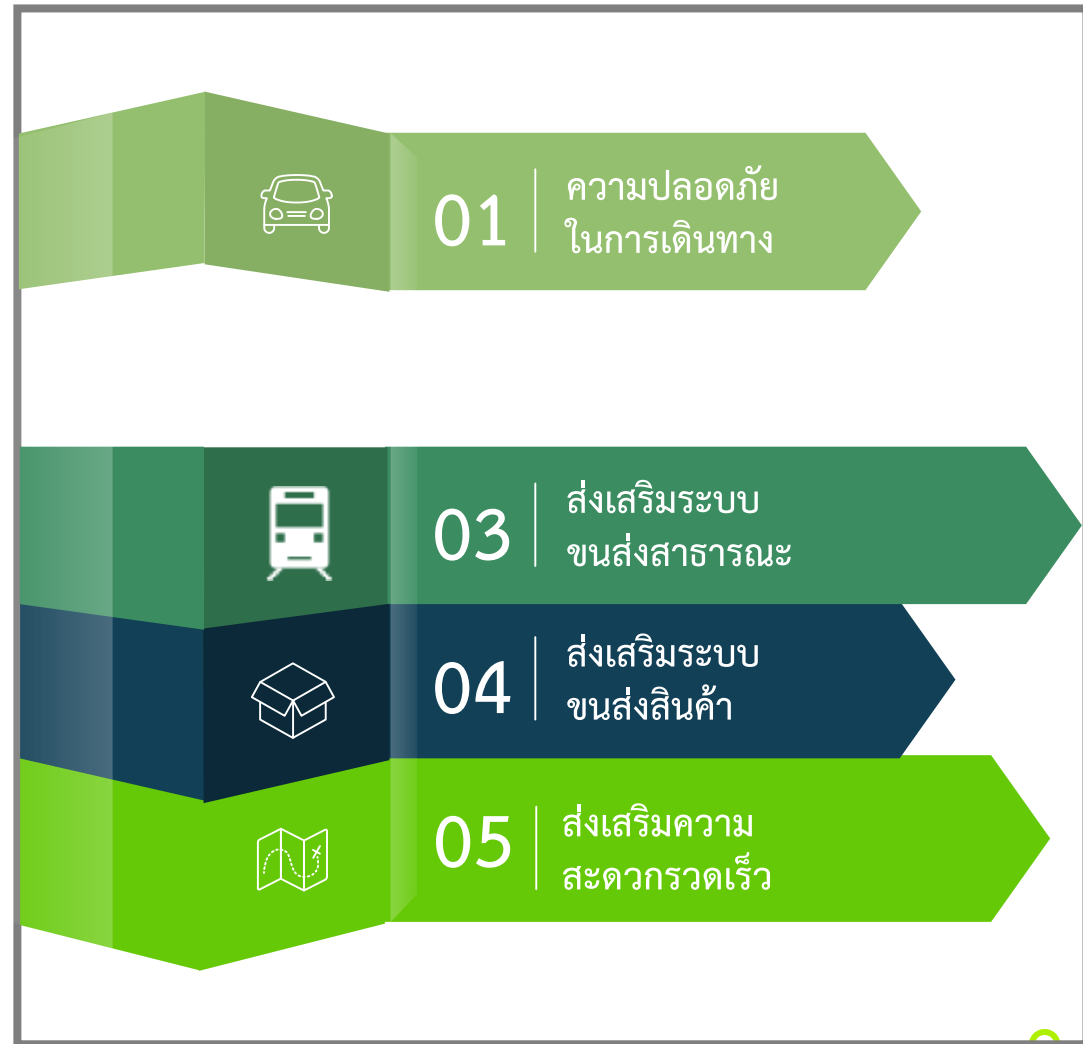 01
ความปลอดภัย
ในการเดินทาง
03
ส่งเสริมระบบ
ขนส่งสาธารณะ
04
ส่งเสริมระบบ
ขนส่งสินค้า
05
ส่งเสริมความ
สะดวกรวดเร็ว